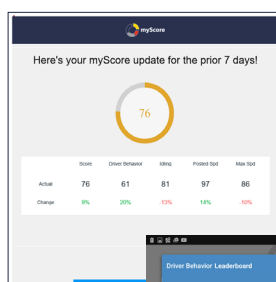 myScore
Here's your myScore update for the prior 7 days!
76
Score Driver Behavior Idling Posted Spd Max Spd
Actual 76 61 81 97 86
Change 9% 20% -13% 14% -10%
Driver Behavior Leaderboard